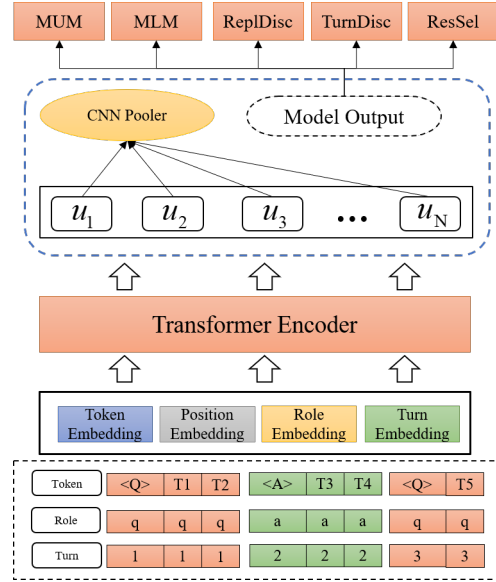 MUM MLM ReplDisc TurnDisc ResSel
CNN Pooler
Model Output
u1 u2 u3 ... uN
Transformer Encoder
Token Embedding
Position Embedding
Role Embedding
Turn Embedding
Token <Q> T1 T2 <A> T3 T4 <Q> T5
Role q q q a a a q q
Turn 1 1 1 2 2 2 3 3